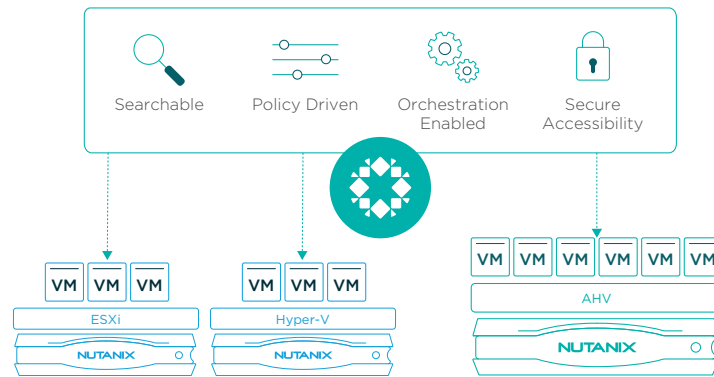 Searchable
Policy Driven
Orchestration
Enabled
Secure
Accessibility
VM VM VM
VM VM VM
VM VM VM VM VM VM
ESXi
Hyper-V
AHV
NUTANIX
NUTANIX
NUTANIX